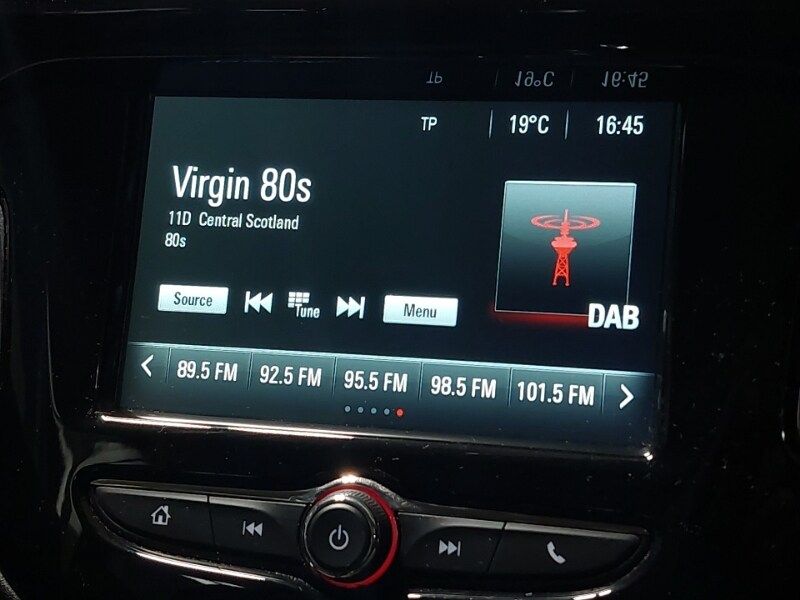 TP 19°C 16:45
Virgin 80s
11D Central Scotland
80s
Source Tune Menu
DAB
89.5 FM 92.5 FM 95.5 FM 98.5 FM 101.5 FM